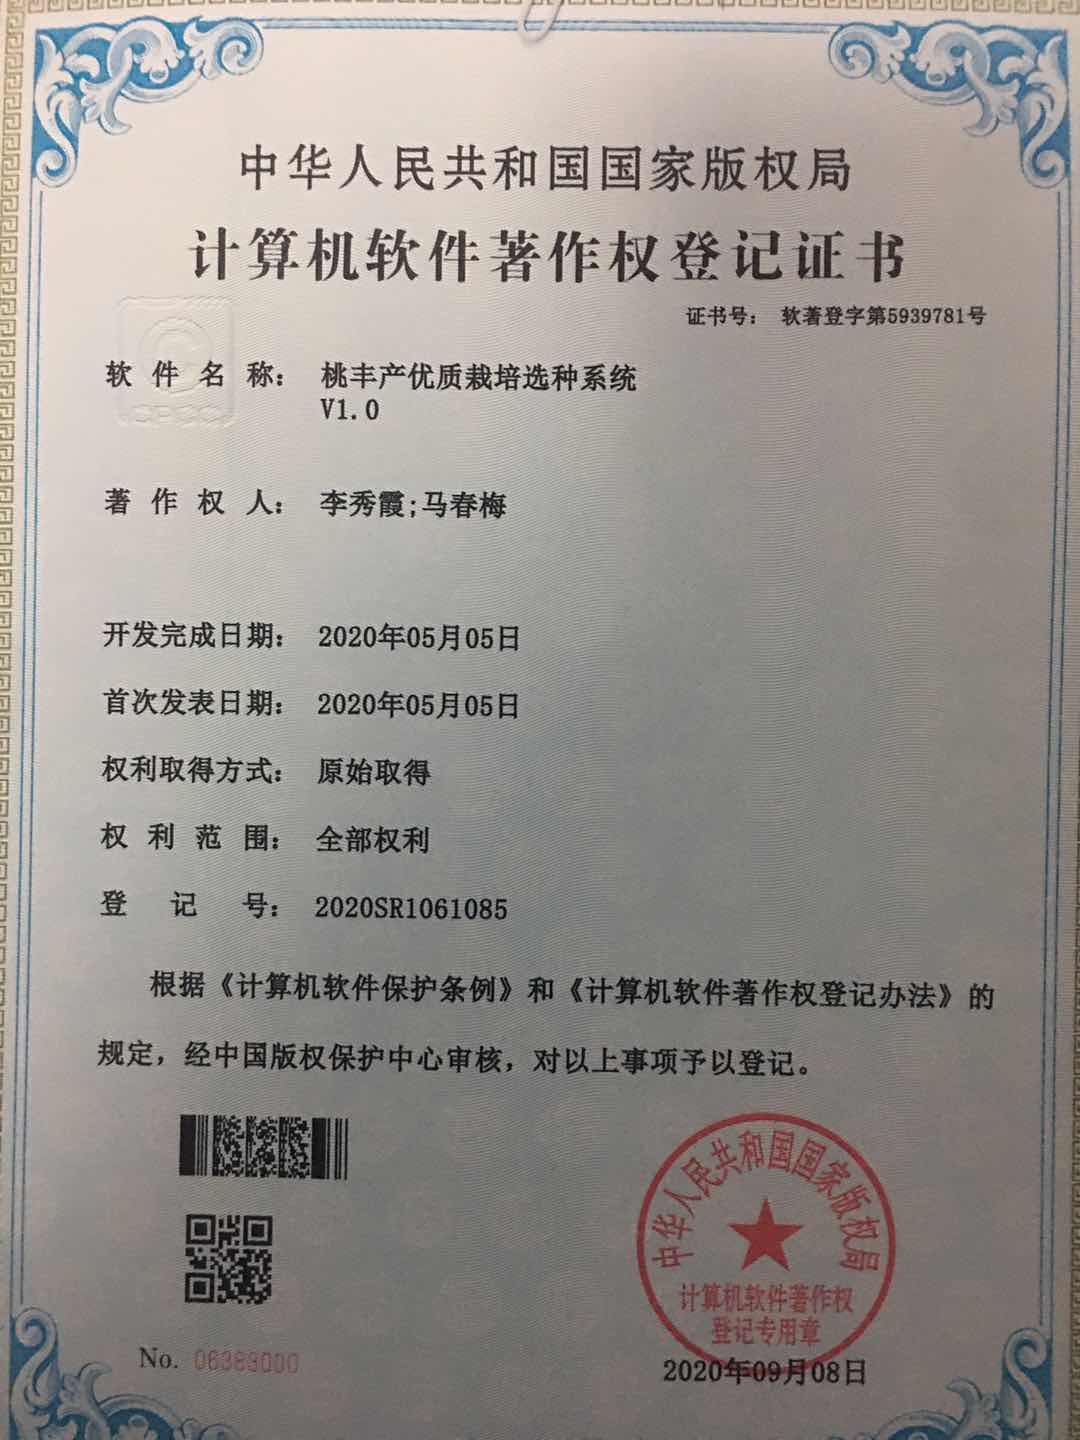 中华人民共和国国家版权局
计算机软件著作权登记证书
证书号： 软著登字第5939781号
软件名称： 桃丰产优质栽培选种系统
V1.0
著作权人： 李秀霞;马春梅
开发完成日期： 2020年05月05日
首次发表日期： 2020年05月05日
权利取得方式： 原始取得
权利范围： 全部权利
登记号： 2020SR1061085
根据《计算机软件保护条例》和《计算机软件著作权登记办法》的
规定，经中国版权保护中心审核，对以上事项予以登记。
中华人民共和国国家版权局
计算机软件著作权
登记专用章
No. 06383000
2020年09月08日